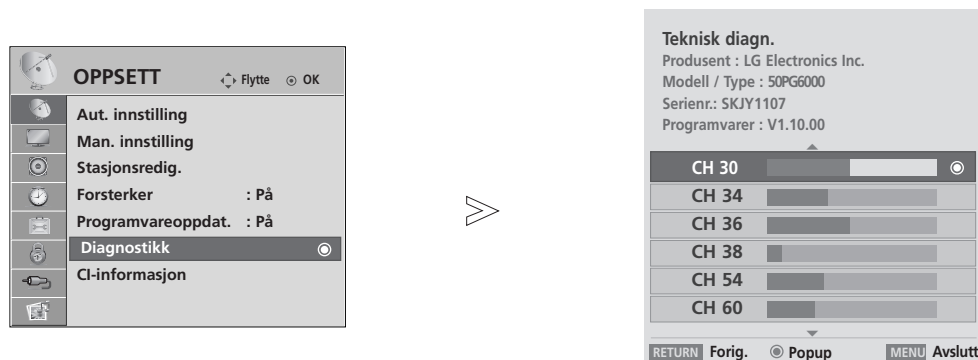 OPPSETT Flytte OK
Aut. innstilling
Man. innstilling
Stasjonsredig.
Forsterker : På
Programvareoppdat. : På
Diagnostikk
CI-informasjon
Teknisk diagn.
Produsent : LG Electronics Inc.
Modell / Type : 50PG6000
Serienr.: SKJY1107
Programvarer : V1.10.00
CH 30
CH 34
CH 36
CH 38
CH 54
CH 60
RETURN Forig. Popup MENU Avslutt